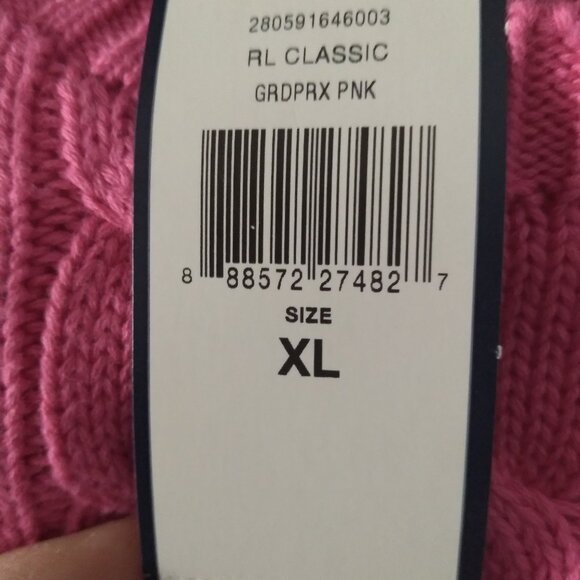 280591646003
RL CLASSIC
GRDPRX PNK
8 88572 27482 7
SIZE
XL